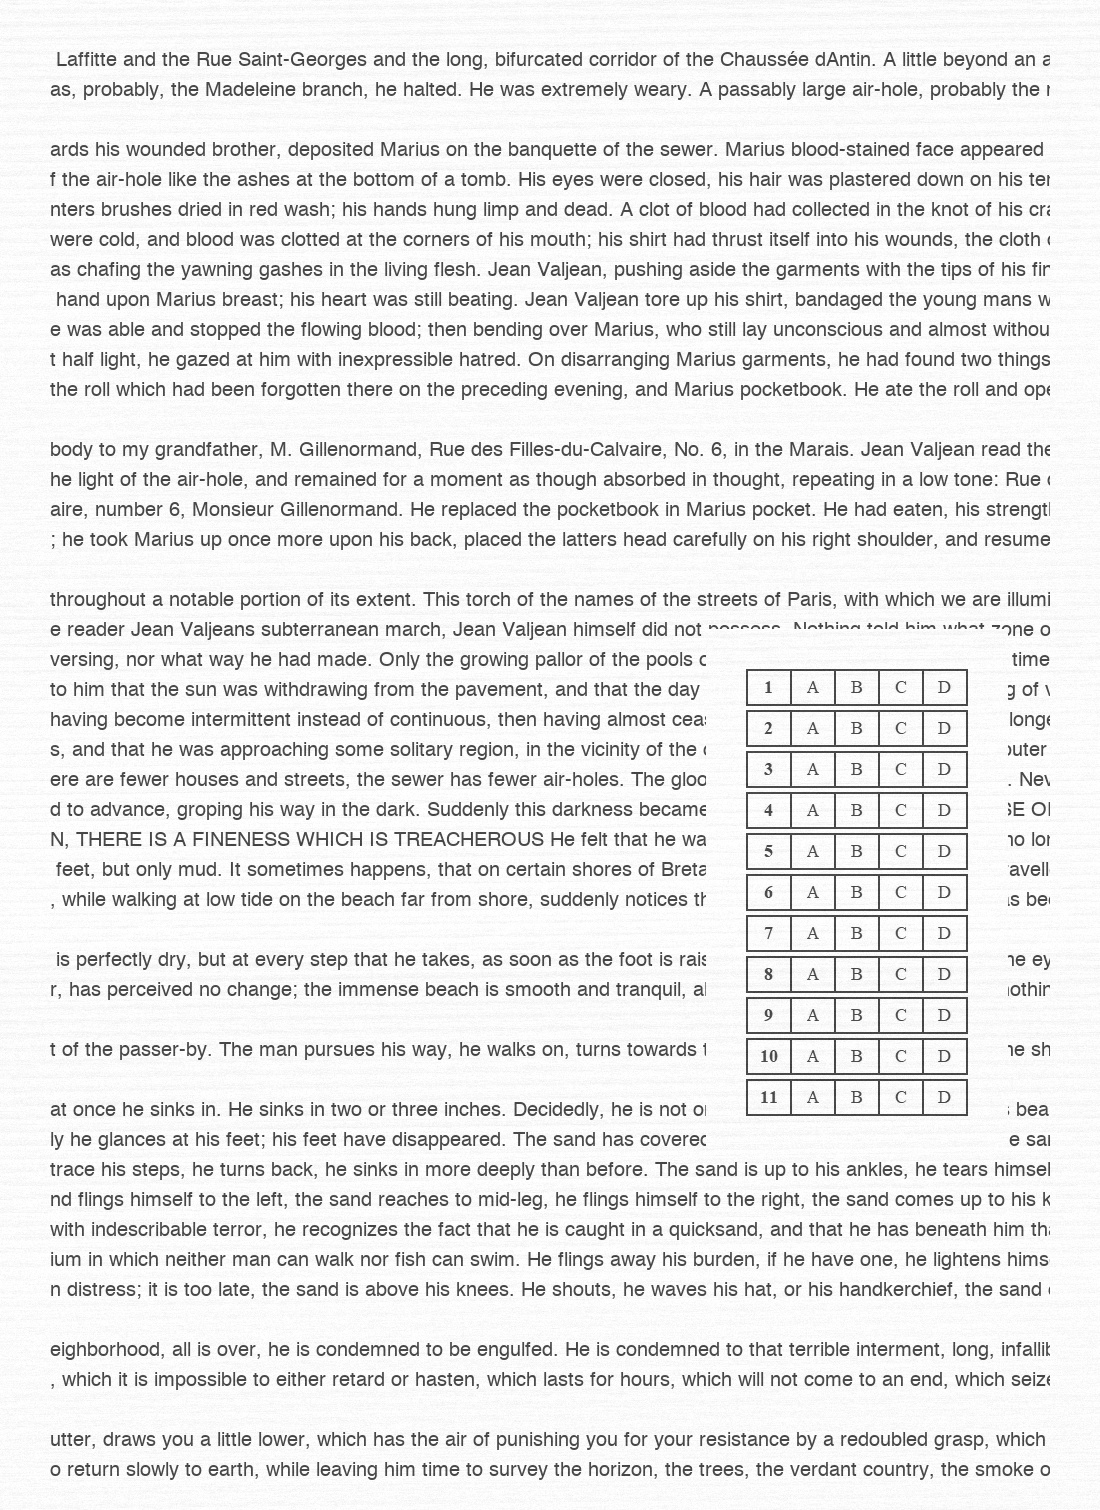 Laffitte and the Rue Saint-Georges and the long, bifurcated corridor of the Chaussée dAntin. A little beyond an
as, probably, the Madeleine branch, he halted. He was extremely weary. A passably large air-hole, probably the
ards his wounded brother, deposited Marius on the banquette of the sewer. Marius blood-stained face appeared
f the air-hole like the ashes at the bottom of a tomb. His eyes were closed, his hair was plastered down on his
nters brushes dried in red wash; his hands hung limp and dead. A clot of blood had collected in the knot of his
were cold, and blood was clotted at the corners of his mouth; his shirt had thrust itself into his wounds, the cloth
as chafing the yawning gashes in the living flesh. Jean Valjean, pushing aside the garments with the tips of his
hand upon Marius breast; his heart was still beating. Jean Valjean tore up his shirt, bandaged the young mans
e was able and stopped the flowing blood; then bending over Marius, who still lay unconscious and almost withou
t half light, he gazed at him with inexpressible hatred. On disarranging Marius garments, he had found two things
the roll which had been forgotten there on the preceding evening, and Marius pocketbook. He ate the roll and ope
body to my grandfather, M. Gillenormand, Rue des Filles-du-Calvaire, No. 6, in the Marais. Jean Valjean read the
he light of the air-hole, and remained for a moment as though absorbed in thought, repeating in a low tone: Rue
aire, number 6, Monsieur Gillenormand. He replaced the pocketbook in Marius pocket. He had eaten, his
; he took Marius up once more upon his back, placed the latters head carefully on his right shoulder, and resume
throughout a notable portion of its extent. This torch of the names of the streets of Paris, with which we are illumi
e reader Jean Valjeans subterranean march, Jean Valjean himself did not possess. Nothing told him what zone o
versing, nor what way he had made. Only the growing pallor of the pools time
to him that the sun was withdrawing from the pavement, and that the day g of
having become intermittent instead of continuous, then having almost longe
s, and that he was approaching some solitary region, in the vicinity of the outer
ere are fewer houses and streets, the sewer has fewer air-holes. The gloo . Nev
d to advance, groping his way in the dark. Suddenly this darkness became
N, THERE IS A FINENESS WHICH IS TREACHEROUS He felt that he wa no
feet, but only mud. It sometimes happens, that on certain shores of Breta avell
, while walking at low tide on the beach far from shore, suddenly notices
is perfectly dry, but at every step that he takes, as soon as the foot is rais
r, has perceived no change; the immense beach is smooth and tranquil,
t of the passer-by. The man pursues his way, he walks on, turns towards
at once he sinks in. He sinks in two or three inches. Decidedly, he is not
ly he glances at his feet; his feet have disappeared. The sand has covered
trace his steps, he turns back, he sinks in more deeply than before. The sand is up to his ankles, he tears himsel
nd flings himself to the left, the sand reaches to mid-leg, he flings himself to the right, the sand comes up to his
with indescribable terror, he recognizes the fact that he is caught in a quicksand, and that he has beneath him
ium in which neither man can walk nor fish can swim. He flings away his burden, if he have one, he lightens hims
n distress; it is too late, the sand is above his knees. He shouts, he waves his hat, or his handkerchief, the sand
eighborhood, all is over, he is condemned to be engulfed. He is condemned to that terrible interment, long,
, which it is impossible to either retard or hasten, which lasts for hours, which will not come to an end, which seize
utter, draws you a little lower, which has the air of punishing you for your resistance by a redoubled grasp, which
o return slowly to earth, while leaving him time to survey the horizon, the trees, the verdant country, the smoke o
1 A B C D
2 A B C D
3 A B C D
4 A B C D
5 A B C D
6 A B C D
7 A B C D
8 A B C D
9 A B C D
10 A B C D
11 A B C D